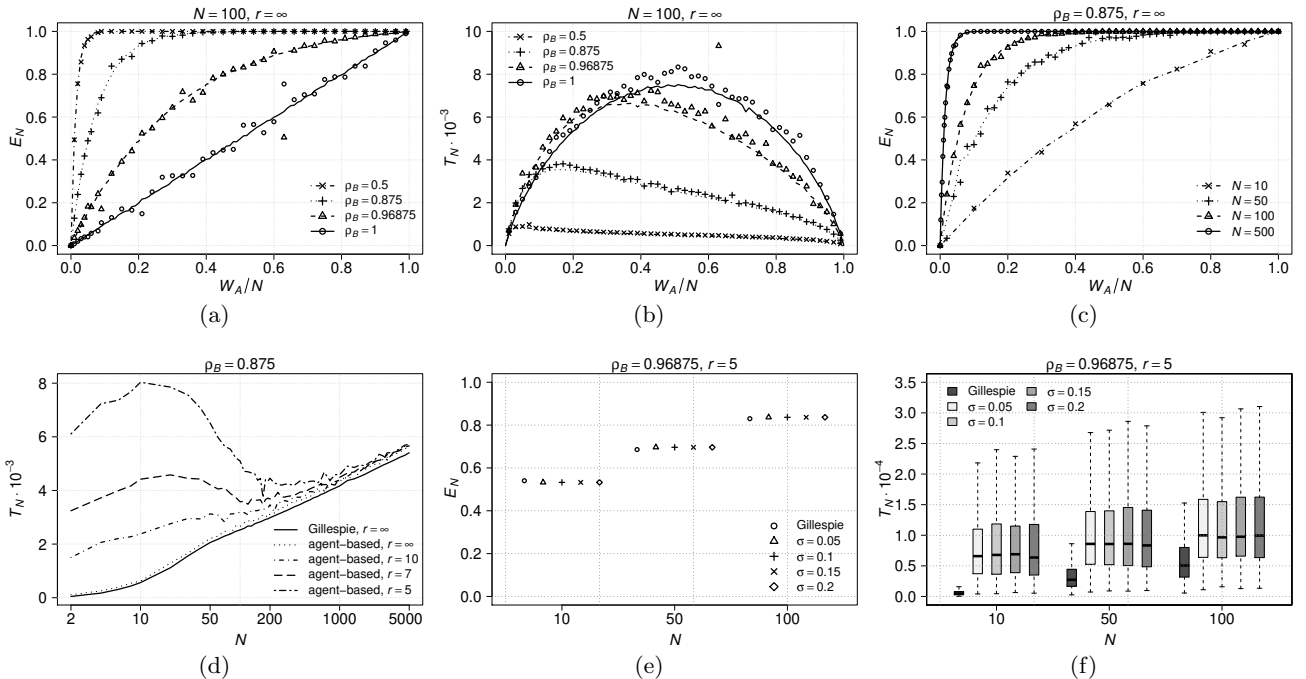 N = 100, r = ∞
E_N
1.0
0.8
0.6
0.4
0.2
0.0
ρ_B = 0.5
ρ_B = 0.875
ρ_B = 0.96875
ρ_B = 1
0.0 0.2 0.4 0.6 0.8 1.0
W_A/N
(a)
N = 100, r = ∞
T_N · 10⁻³
10
8
6
4
2
0
ρ_B = 0.5
ρ_B = 0.875
ρ_B = 0.96875
ρ_B = 1
0.0 0.2 0.4 0.6 0.8 1.0
W_A/N
(b)
ρ_B = 0.875, r = ∞
E_N
1.0
0.8
0.6
0.4
0.2
0.0
N = 10
N = 50
N = 100
N = 500
0.0 0.2 0.4 0.6 0.8 1.0
W_A/N
(c)
ρ_B = 0.875
T_N · 10⁻³
8
6
4
2
0
Gillespie, r = ∞
agent−based, r = ∞
agent−based, r = 10
agent−based, r = 7
agent−based, r = 5
2 10 50 200 1000 5000
N
(d)
ρ_B = 0.96875, r = 5
E_N
1.0
0.8
0.6
0.4
0.2
0.0
Gillespie
σ = 0.05
σ = 0.1
σ = 0.15
σ = 0.2
10 50 100
N
(e)
ρ_B = 0.96875, r = 5
T_N · 10⁻⁴
3.5
3.0
2.5
2.0
1.5
1.0
0.5
0.0
Gillespie
σ = 0.05
σ = 0.1
σ = 0.15
σ = 0.2
10 50 100
N
(f)